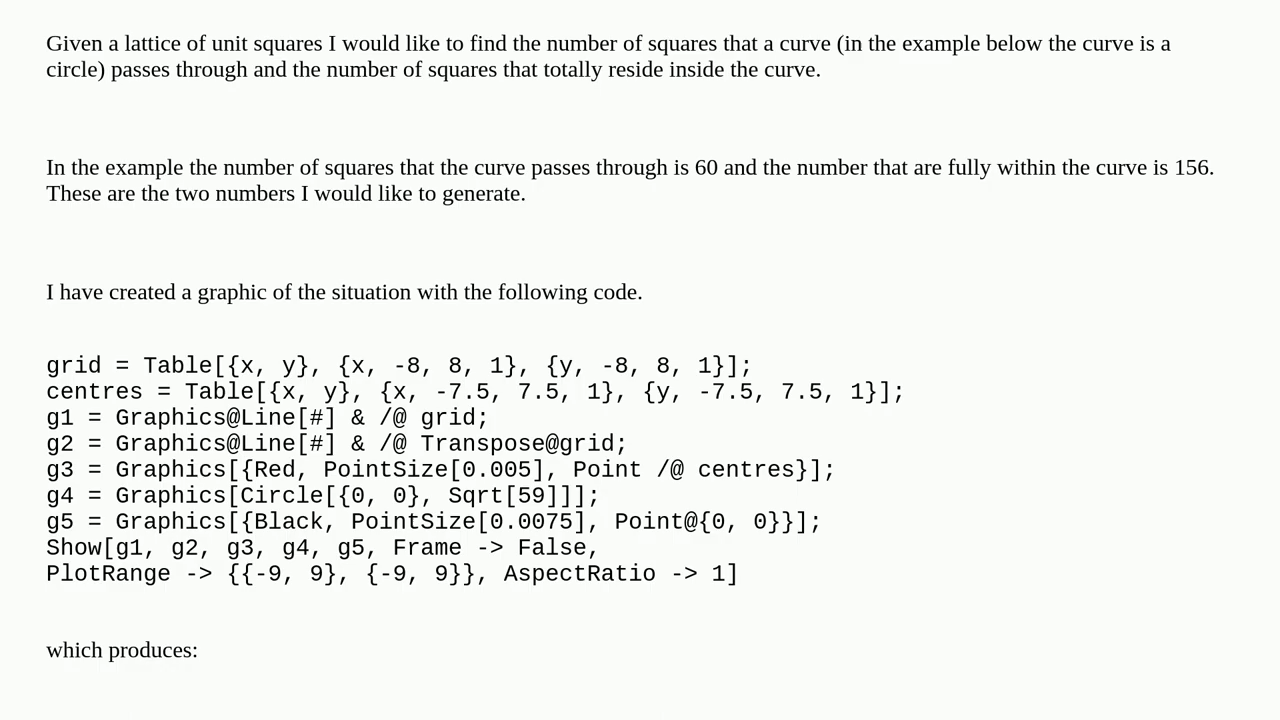 Given a lattice of unit squares I would like to find the number of squares that a curve (in the example below the curve is a
circle) passes through and the number of squares that totally reside inside the curve.
In the example the number of squares that the curve passes through is 60 and the number that are fully within the curve is 156.
These are the two numbers I would like to generate.
I have created a graphic of the situation with the following code.
grid = Table[{x, y}, {x, -8, 8, 1}, {y, -8, 8, 1}];
centres = Table[{x, y}, {x, -7.5, 7.5, 1}, {y, -7.5, 7.5, 1}];
g1 = Graphics@Line[#] & /@ grid;
g2 = Graphics@Line[#] & /@ Transpose@grid;
g3 = Graphics[{Red, PointSize[0.005], Point /@ centres}];
g4 = Graphics[Circle[{0, 0}, Sqrt[59]]];
g5 = Graphics[{Black, PointSize[0.0075], Point@{0, 0}}];
Show[g1, g2, g3, g4, g5, Frame -> False,
PlotRange -> {{-9, 9}, {-9, 9}}, AspectRatio -> 1]
which produces: